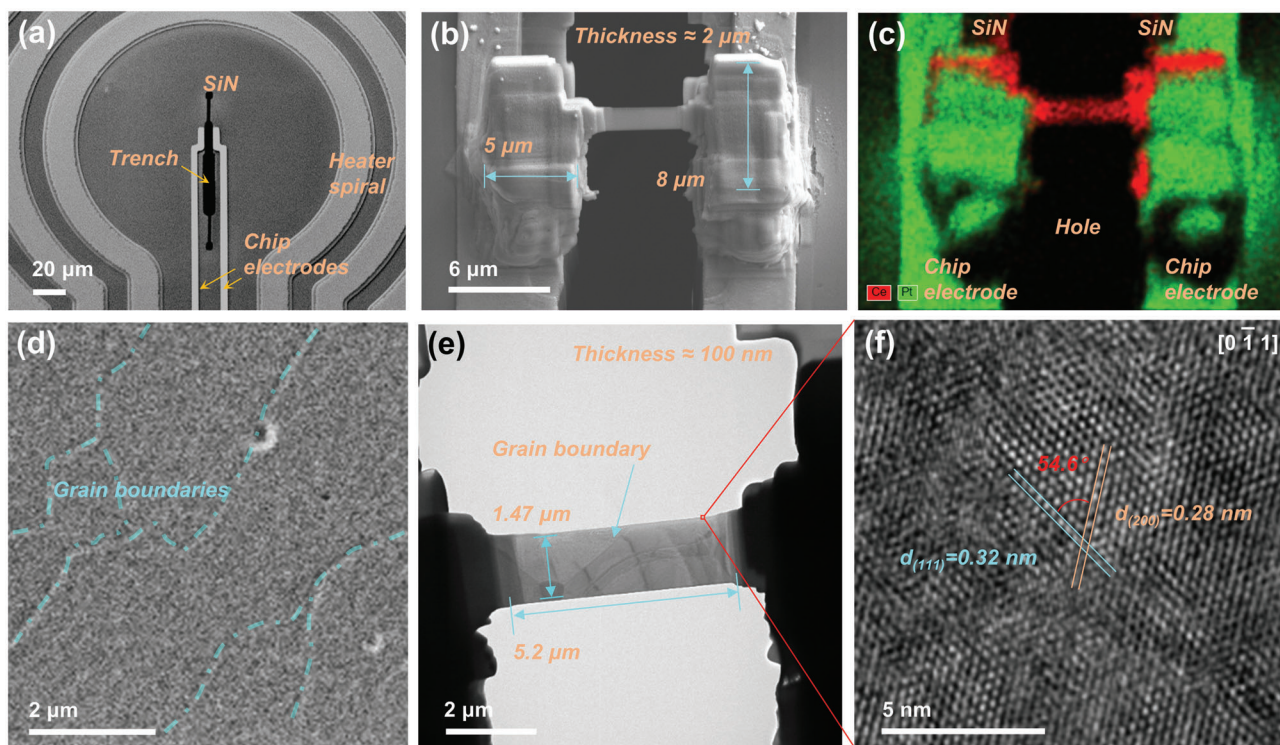 (a)
SiN
Trench
Heater
spiral
Chip
electrodes
20 μm
(b)
Thickness ≈ 2 μm
5 μm
8 μm
6 μm
(c)
SiN
SiN
Hole
Chip
electrode
Chip
electrode
Ce
Pt
(d)
Grain boundaries
2 μm
(e)
Thickness ≈ 100 nm
Grain boundary
1.47 μm
5.2 μm
2 μm
(f)
[0 1̅ 1]
54.6°
d(200)=0.28 nm
d(111)=0.32 nm
5 nm